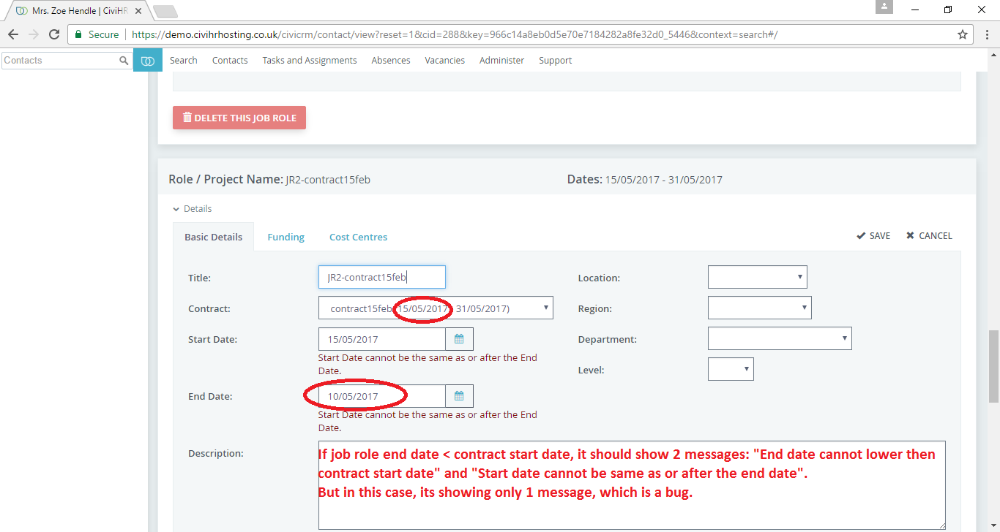 Mrs. Zoe Hendle | CiviHR
Secure https://demo.civihrhosting.co.uk/civicrm/contact/view?reset=1&cid=288&key=966c14a8eb0d5e70e7184282a8fe32d0_5446&context=search#/
Contacts Search Contacts Tasks and Assignments Absences Vacancies Administer Support
DELETE THIS JOB ROLE
Role / Project Name: JR2-contract15feb Dates: 15/05/2017 - 31/05/2017
Details
Basic Details Funding Cost Centres SAVE CANCEL
Title: JR2-contract15feb Location:
Contract: contract15feb 15/05/2017 31/05/2017) Region:
Start Date: 15/05/2017 Department:
Start Date cannot be the same as or after the End
Date.
Level:
End Date: 10/05/2017
Start Date cannot be the same as or after the End
Date.
Description: If job role end date < contract start date, it should show 2 messages: "End date cannot lower then
contract start date" and "Start date cannot be same as or after the end date".
But in this case, its showing only 1 message, which is a bug.